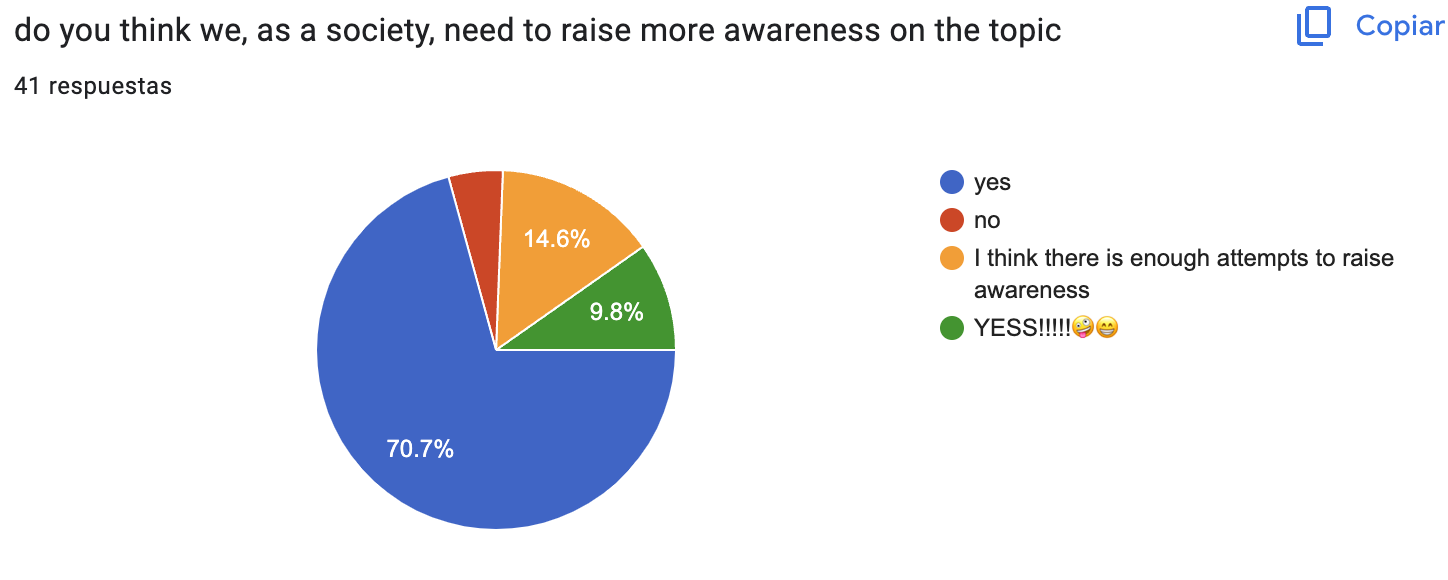 do you think we, as a society, need to raise more awareness on the topic
Copiar
41 respuestas
yes
no
I think there is enough attempts to raise
awareness
YESS!!!!!🤪😁
14.6%
9.8%
70.7%